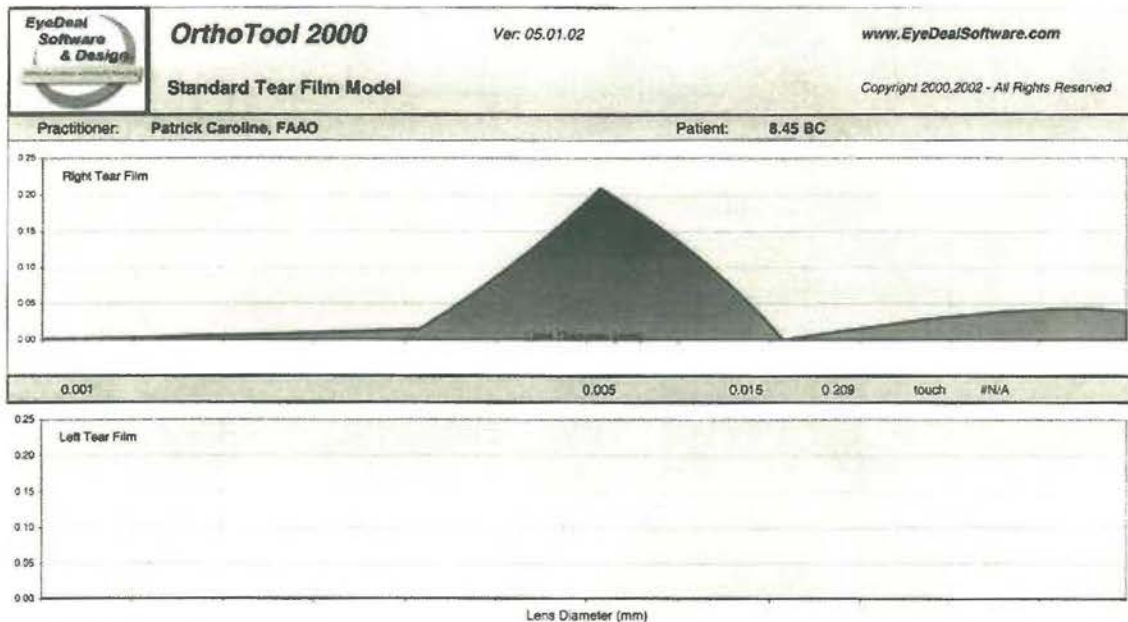 EyeDeal
Software
& Design
OrthoTool 2000
Ver: 05.01.02
www.EyeDealSoftware.com
Standard Tear Film Model
Copyright 2000,2002 - All Rights Reserved
Practitioner: Patrick Caroline, FAAO Patient: 8.45 BC
Right Tear Film
0.25
0.20
0.15
0.10
0.05
0.00
Lens Diameter (mm)
0.001 0.005 0.015 0.209 touch #N/A
Left Tear Film
0.25
0.20
0.15
0.10
0.05
0.00
Lens Diameter (mm)